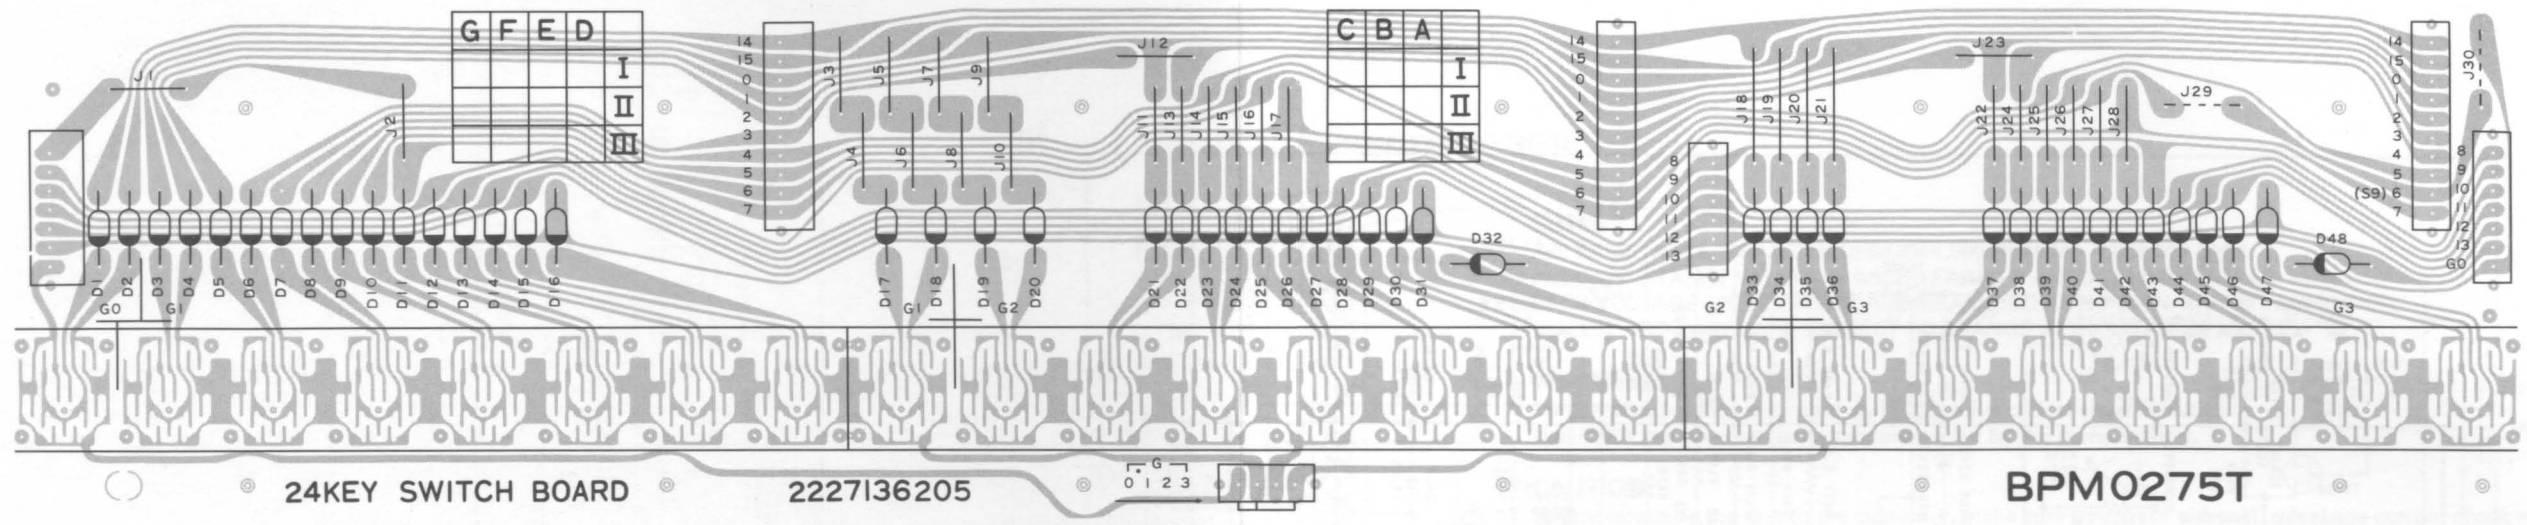 G F E D
I
II
III
C B A
I
II
III
J1
J2
14
15
0
1
2
3
4
5
6
7
J3
J5
J7
J9
J4
J6
J8
J10
J12
J11
J13
J14
J15
J16
J17
14
15
0
1
2
3
4
5
6
7
8
9
10
11
12
13
J18
J19
J20
J21
J23
J22
J24
J25
J26
J27
J28
J29
J30
14
15
0
1
2
3
4
5
(S9) 6
7
8
9
10
11
12
13
G0
D1
D2
D3
D4
D5
D6
D7
D8
D9
D10
D11
D12
D13
D14
D15
D16
D17
D18
D19
D20
D21
D22
D23
D24
D25
D26
D27
D28
D29
D30
D31
D32
D33
D34
D35
D36
D37
D38
D39
D40
D41
D42
D43
D44
D45
D46
D47
D48
G0 G1
G1 G2
G2 G3
G3
G
0 1 2 3
24KEY SWITCH BOARD
2227136205
BPM0275T